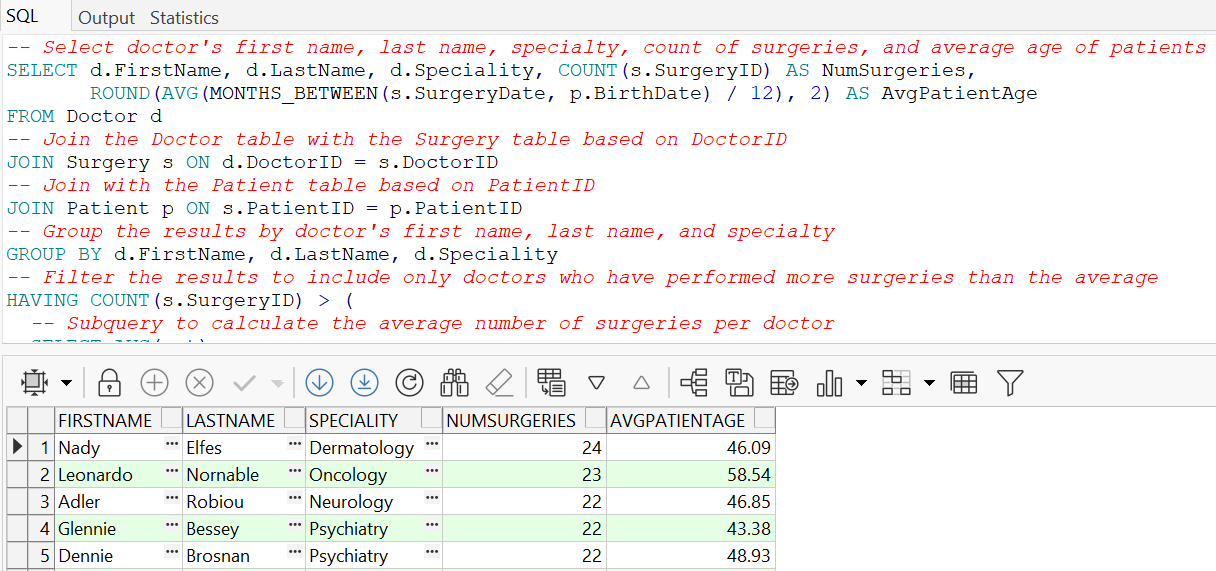 SQL Output Statistics
-- Select doctor's first name, last name, specialty, count of surgeries, and average age of patients
SELECT d.FirstName, d.LastName, d.Speciality, COUNT(s.SurgeryID) AS NumSurgeries,
ROUND(AVG(MONTHS_BETWEEN(s.SurgeryDate, p.BirthDate) / 12), 2) AS AvgPatientAge
FROM Doctor d
-- Join the Doctor table with the Surgery table based on DoctorID
JOIN Surgery s ON d.DoctorID = s.DoctorID
-- Join with the Patient table based on PatientID
JOIN Patient p ON s.PatientID = p.PatientID
-- Group the results by doctor's first name, last name, and specialty
GROUP BY d.FirstName, d.LastName, d.Speciality
-- Filter the results to include only doctors who have performed more surgeries than the average
HAVING COUNT(s.SurgeryID) > (
-- Subquery to calculate the average number of surgeries per doctor
FIRSTNAME LASTNAME SPECIALITY NUMSURGERIES AVGPATIENTAGE
1 Nady ··· Elfes ··· Dermatology ··· 24 46.09
2 Leonardo ··· Nornable ··· Oncology ··· 23 58.54
3 Adler ··· Robiou ··· Neurology ··· 22 46.85
4 Glennie ··· Bessey ··· Psychiatry ··· 22 43.38
5 Dennie ··· Brosnan ··· Psychiatry ··· 22 48.93